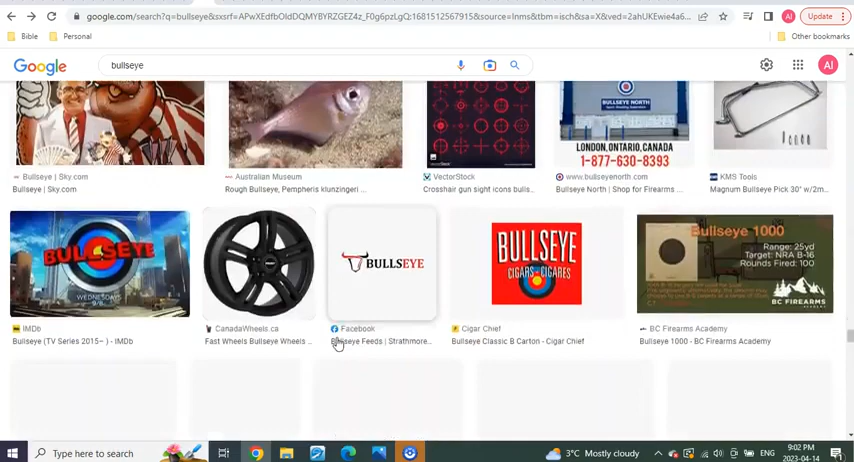 google.com/search?q=bullseye&sxsrf=APwXEdfbOIdDQMYBYRZGEZ4z_F0g6pzLgQ:1681512567915&source=lnms&tbm=isch&sa=X&ved=2ahUKEwie4a6...
AI
Update
Bible
Personal
Other bookmarks
Google
bullseye
AI
BULLSEYE NORTH
LONDON, ONTARIO, CANADA
1-877-630-8393
Bullseye | Sky.com
Australian Museum
VectorStock
www.bullseyenorth.com
KMS Tools
Bullseye | Sky.com
Rough Bullseye, Pempheris klunzingeri ...
Crosshair gun sight icons bulls...
Bullseye North | Shop for Firearms ...
Magnum Bullseye Pick 30' w/2m...
BULLSEYE
WEDNESDAYS
9/8c
BULLSEYE
BULLSEYE
CIGARS - CIGARES
Bullseye 1000
Range: 25yd
Target: NRA B-16
Rounds Fired: 100
BC FIREARMS
ACADEMY
IMDb
CanadaWheels.ca
Facebook
Cigar Chief
BC Firearms Academy
Bullseye (TV Series 2015– ) - IMDb
Fast Wheels Bullseye Wheels ...
Bullseye Feeds | Strathmore...
Bullseye Classic B Carton - Cigar Chief
Bullseye 1000 - BC Firearms Academy
Type here to search
3°C Mostly cloudy
ENG
9:02 PM
2023-04-14